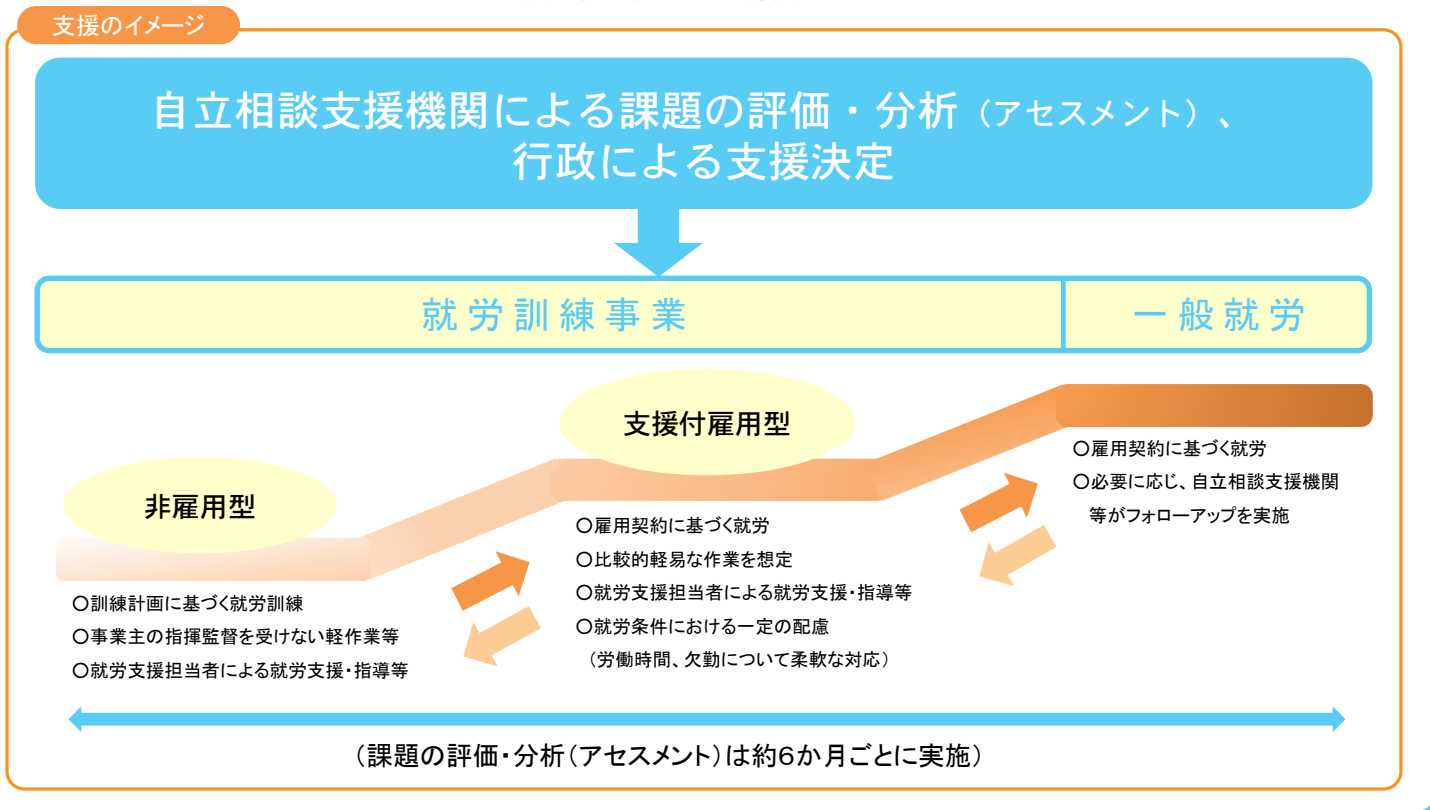 支援のイメージ
自立相談支援機関による課題の評価・分析（アセスメント）、
行政による支援決定
就労訓練事業
一般就労
非雇用型
○訓練計画に基づく就労訓練
○事業主の指揮監督を受けない軽作業等
○就労支援担当者による就労支援・指導等
支援付雇用型
○雇用契約に基づく就労
○比較的軽易な作業を想定
○就労支援担当者による就労支援・指導等
○就労条件における一定の配慮
（労働時間、欠勤について柔軟な対応）
○雇用契約に基づく就労
○必要に応じ、自立相談支援機関
等がフォローアップを実施
（課題の評価・分析（アセスメント）は約６か月ごとに実施）